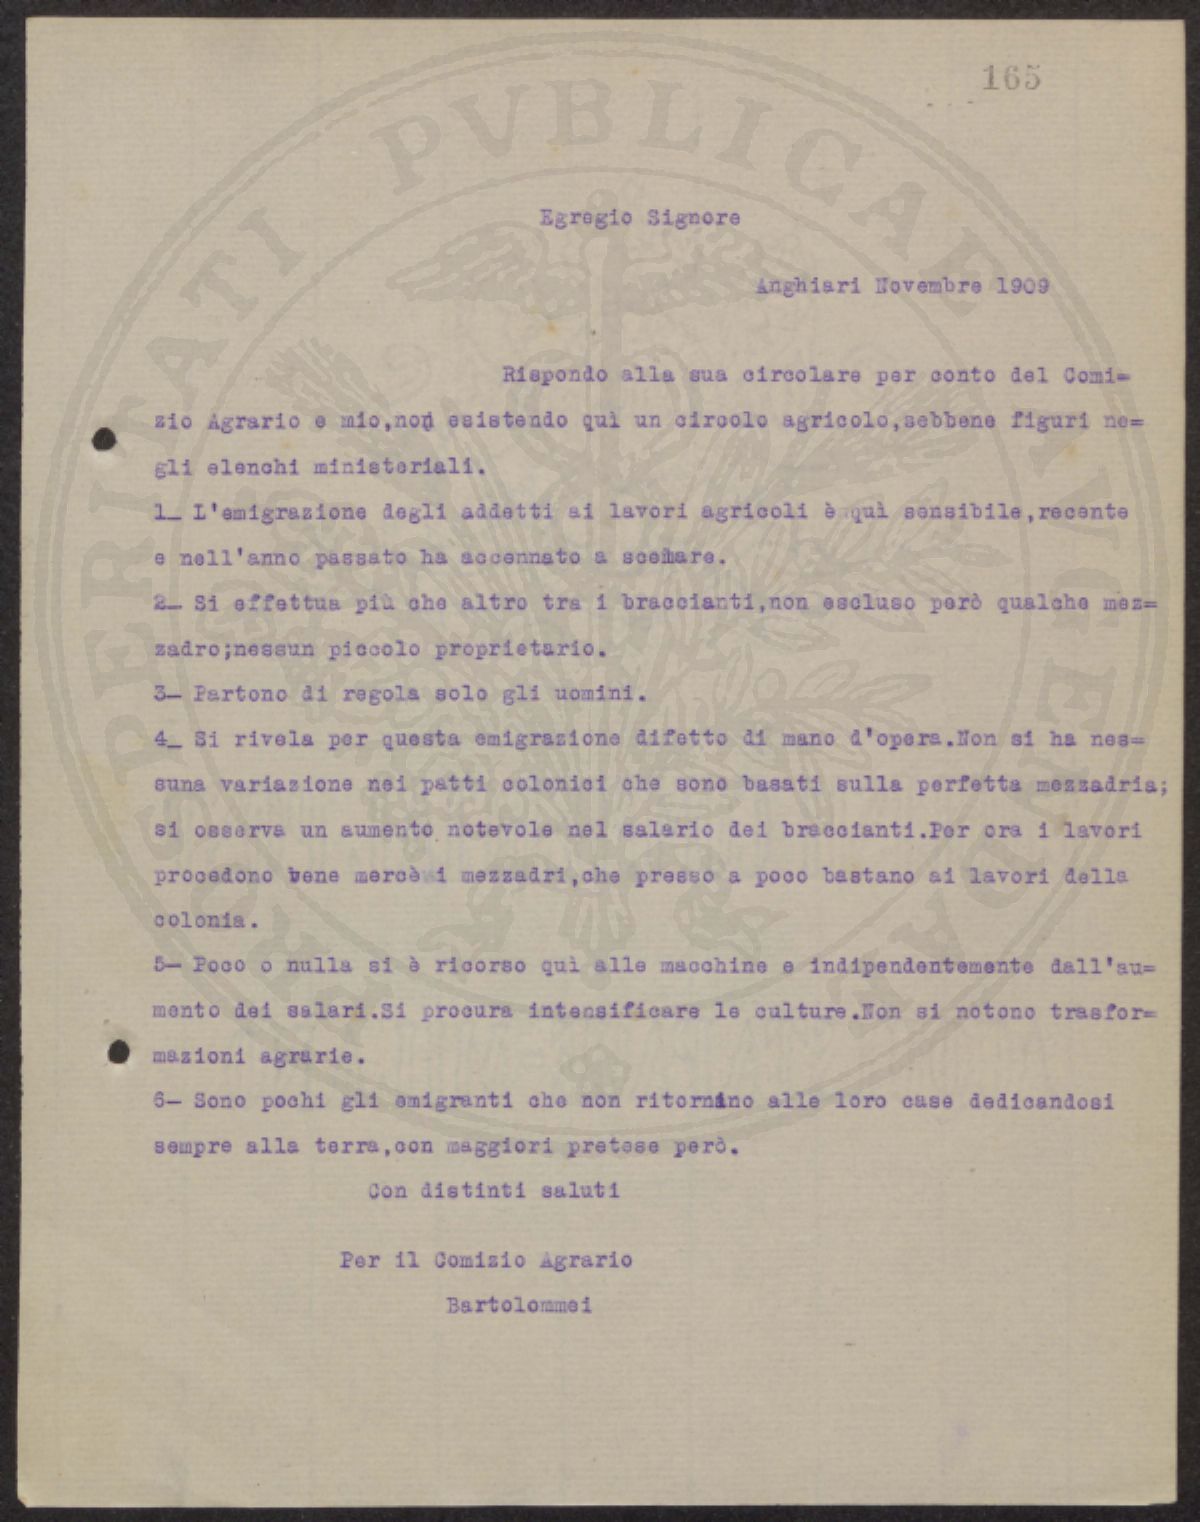 165
Egregio Signore
Anghiari Novembre 1909
Rispondo alla sua circolare per conto del Comi=
zio Agrario e mio,non esistendo quì un circolo agricolo,sebbene figuri ne=
gli elenchi ministeriali.
1_ L'emigrazione degli addetti ai lavori agricoli è quì sensibile,recente
e nell'anno passato ha accennato a scemare.
2_ Si effettua più che altro tra i braccianti,non escluso però qualche mez=
zadro;nessun piccolo proprietario.
3_ Partono di regola solo gli uomini.
4_ Si rivela per questa emigrazione difetto di mano d'opera.Non si ha nes=
suna variazione nei patti colonici che sono basati sulla perfetta mezzadria;
si osserva un aumento notevole nel salario dei braccianti.Per ora i lavori
procedono bene mercè i mezzadri,che presso a poco bastano ai lavori della
colonia.
5_ Poco o nulla si è ricorso quì alle macchine e indipendentemente dall'au=
mento dei salari.Si procura intensificare le culture.Non si notono trasfor=
mazioni agrarie.
6_ Sono pochi gli emigranti che non ritornino alle loro case dedicandosi
sempre alla terra,con maggiori pretese però.
Con distinti saluti
Per il Comizio Agrario
Bartolommei
PROSPERITATI PVBLICAE AVGENDAE